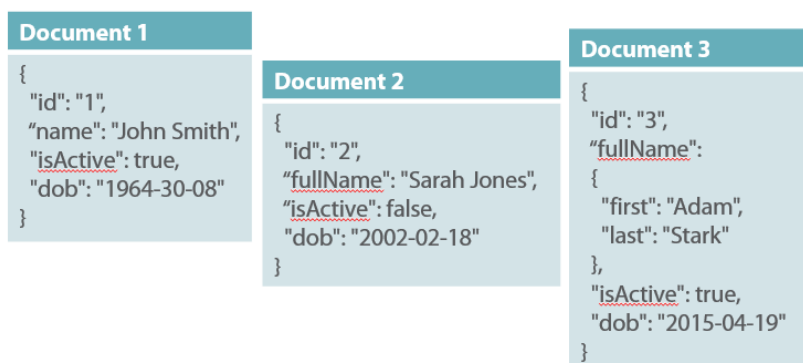 Document 1
{
"id": "1",
“name": "John Smith",
"isActive": true,
"dob": "1964-30-08"
}
Document 2
{
"id": "2",
“fullName": "Sarah Jones",
“isActive": false,
"dob": "2002-02-18"
}
Document 3
{
"id": "3",
“fullName":
{
"first": "Adam",
"last": "Stark"
},
"isActive": true,
"dob": "2015-04-19"
}